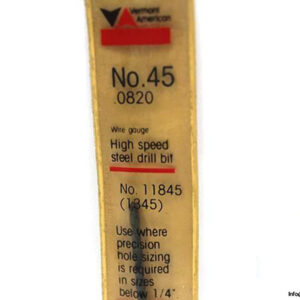 Vermont
American
No.45
.0820
Wire gauge
High speed
steel drill bit
No. 11845
(1345)
Use where
precision
hole sizing
is required
in sizes
below 1/4"